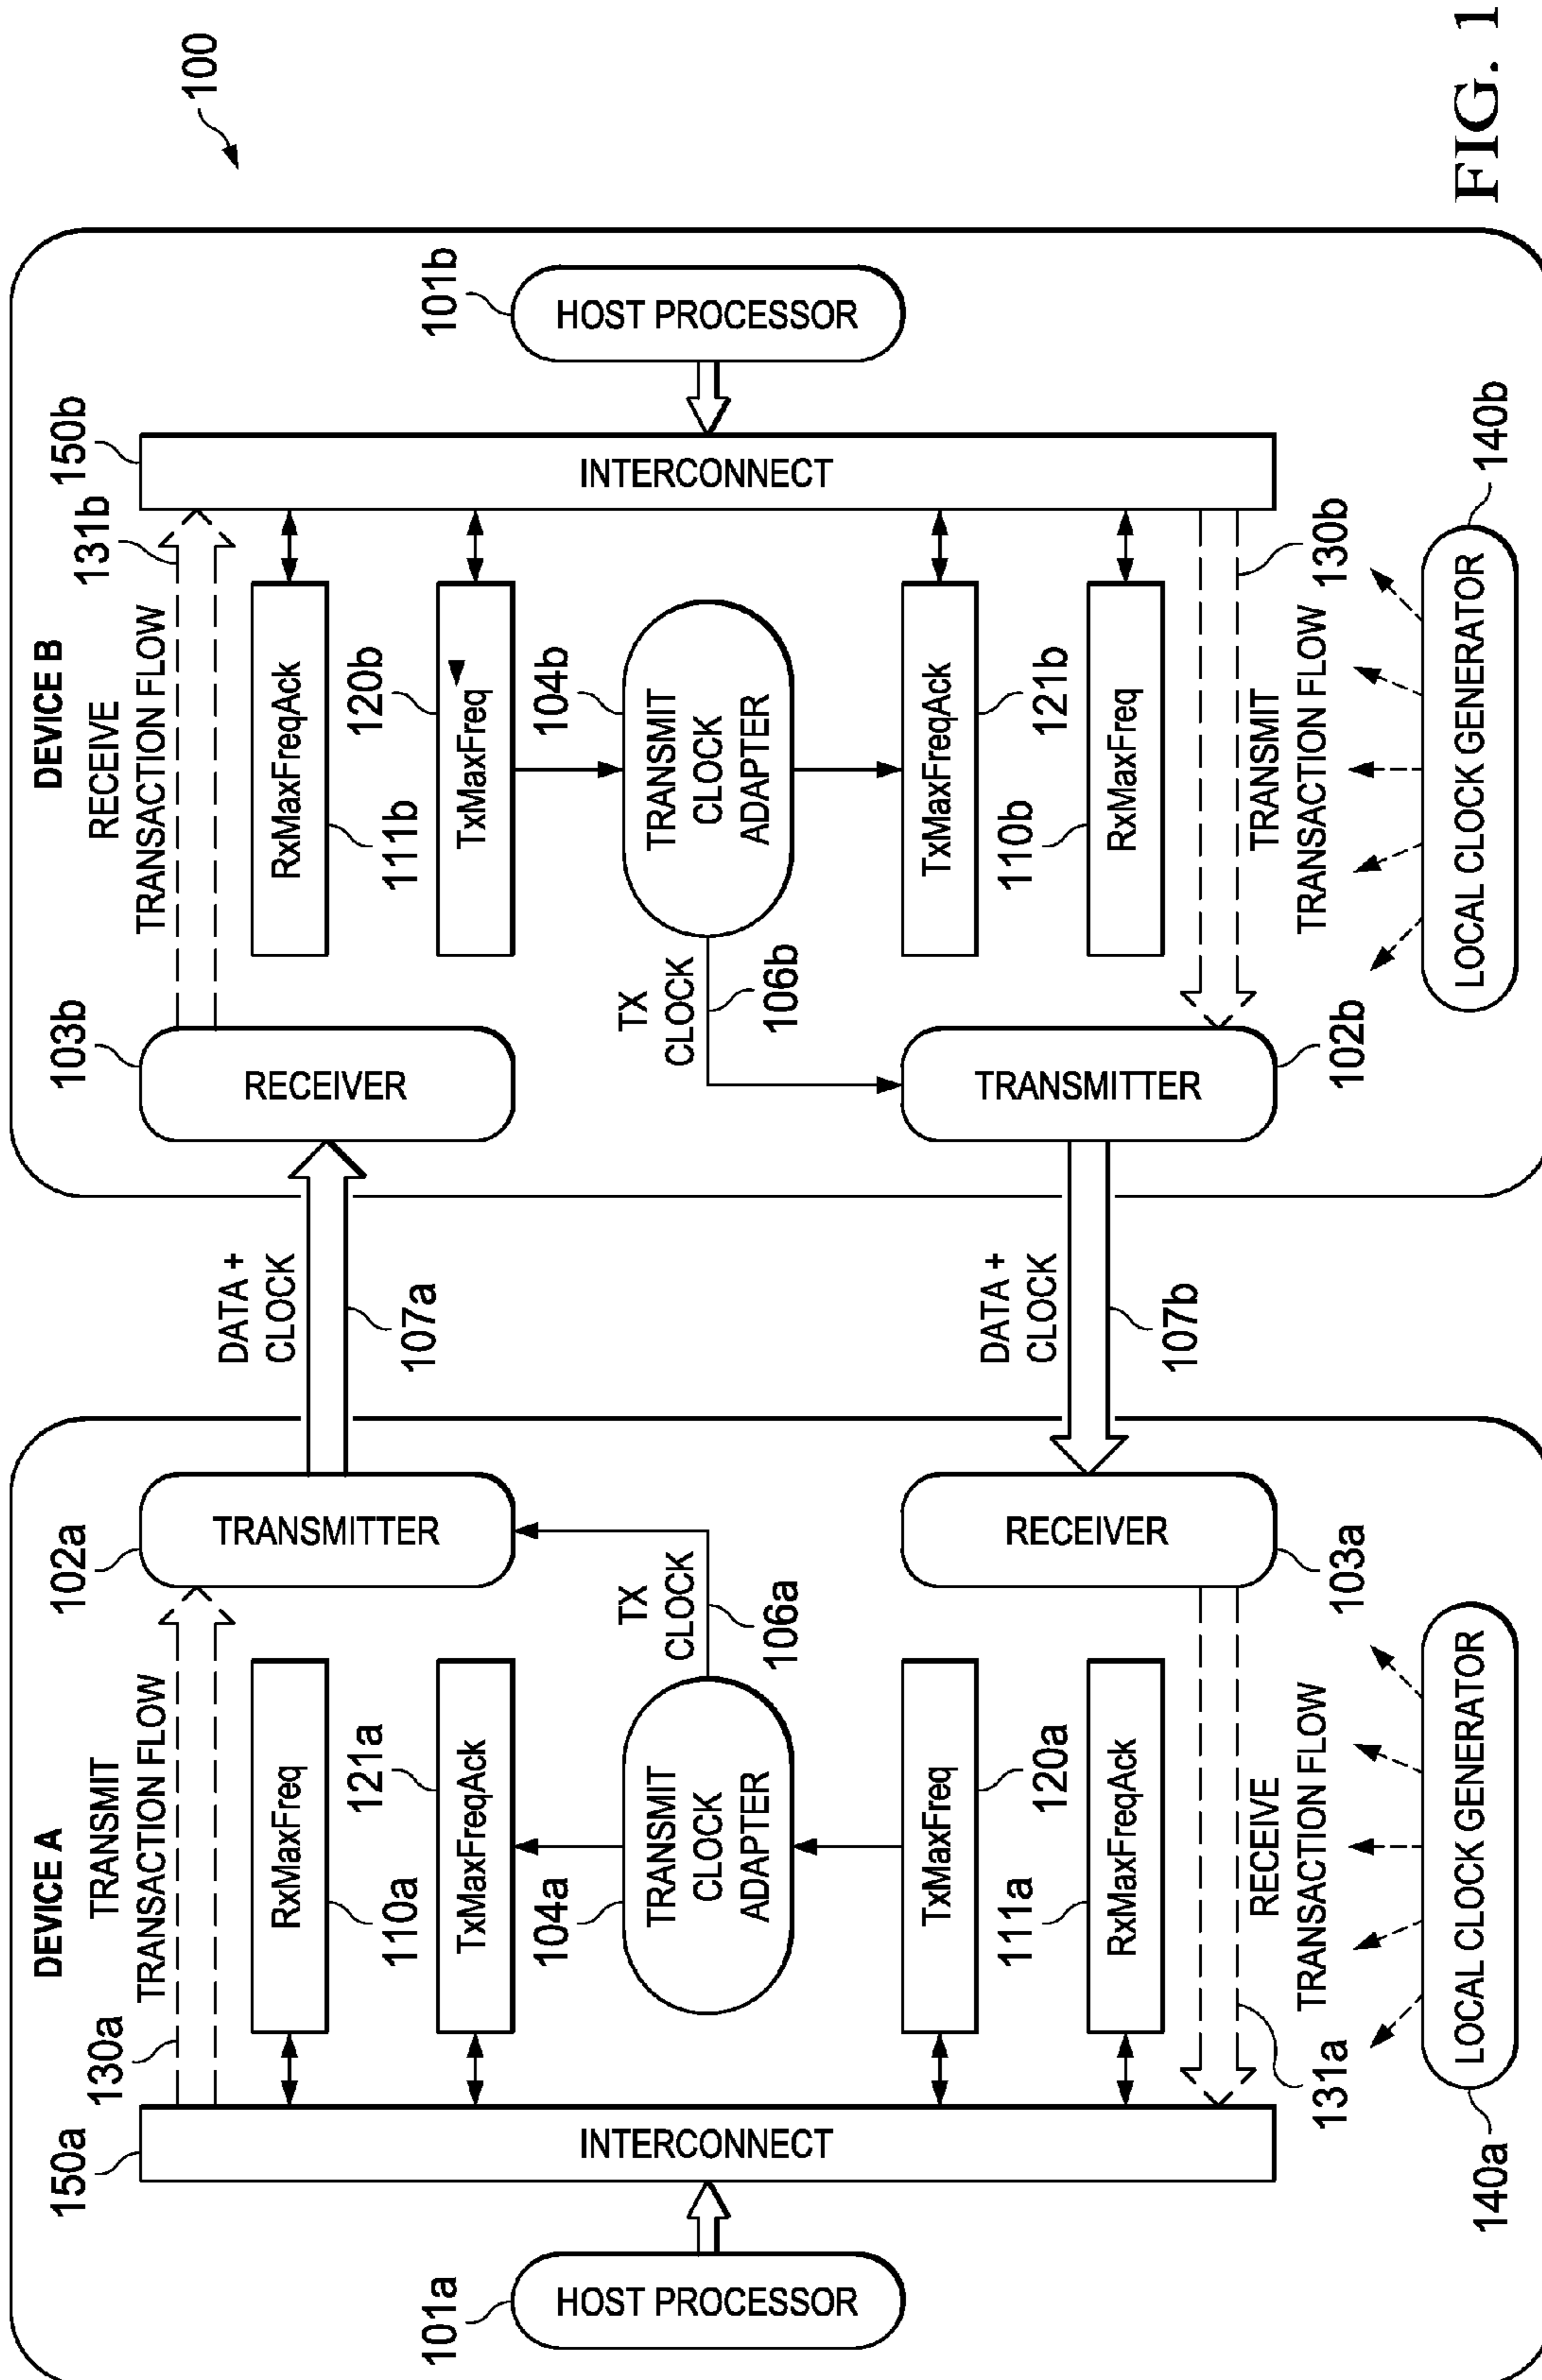 100
DEVICE A
130a
TRANSMIT
TRANSACTION FLOW
102a
150a
RxMaxFreq
110a
TRANSMITTER
TxMaxFreqAck
121a
101a
HOST PROCESSOR
INTERCONNECT
104a
TRANSMIT
CLOCK
ADAPTER
TX
CLOCK
106a
TxMaxFreq
120a
RECEIVER
103a
RxMaxFreqAck
111a
RECEIVE
TRANSACTION FLOW
131a
LOCAL CLOCK GENERATOR
140a
DATA +
CLOCK
107a
DATA +
CLOCK
107b
DEVICE B
103b
RECEIVE
TRANSACTION FLOW
131b
150b
RECEIVER
RxMaxFreqAck
111b
TxMaxFreq
120b
101b
TX
CLOCK
106b
TRANSMIT
CLOCK
ADAPTER
104b
INTERCONNECT
HOST PROCESSOR
TxMaxFreqAck
121b
TRANSMITTER
102b
RxMaxFreq
110b
TRANSMIT
TRANSACTION FLOW
130b
LOCAL CLOCK GENERATOR
140b
FIG. 1